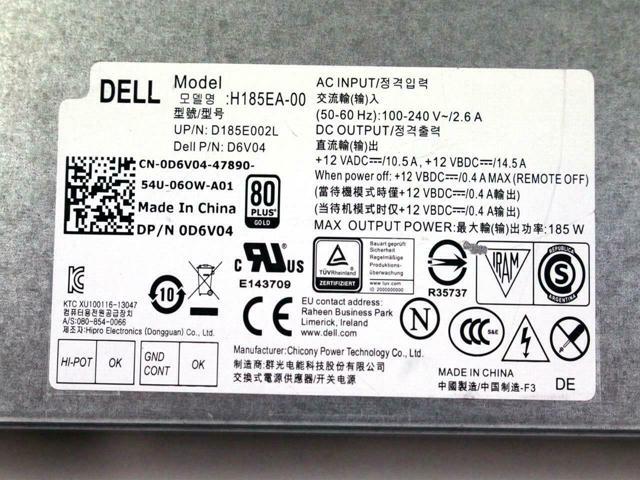 DELL
Model
모델명 :H185EA-00
型號/型号
UP/N: D185E002L
Dell P/N: D6V04
AC INPUT/정격입력
交流輸(输)入
(50-60 Hz): 100-240 V~/2.6 A
DC OUTPUT/정격출력
直流輸(输)出
+12 VADC⎓/10.5A, +12 VBDC⎓/14.5A
When power off: +12 VBDC⎓/0.4 A MAX (REMOTE OFF)
(當待機模式時僅+12 VBDC⎓/0.4 A輸出)
(当待机模式时仅+12 VBDC⎓/0.4 A输出)
MAX OUTPUT POWER:最大輸(输)出功率: 185 W
CN-0D6V04-47890-
54U-06OW-A01
Made In China
DP/N 0D6V04
80
PLUS
GOLD
KTC XU100116-13047
컴퓨터용전원공급장치
A/S:080-854-0066
제조자:Hipro Electronics (Dongguan) Co., Ltd.
10
c RU us
E143709
CE
TÜVRheinland
ZERTIFIZIERT
Bauart geprüft
Sicherheit
Regelmäßige
Produktions-
überwachung
www.tuv.com
ID 2000000000
EU contact address:
Raheen Business Park
Limerick, Ireland
www.dell.com
R35737
N
IRAM
REPUBLICA
S
ARGENTINA
CCC
S&E
HI-POT
OK
GND
CONT
OK
Manufacturer: Chicony Power Technology Co., Ltd.
制造商: 群光电能科技股份有限公司
交換式電源供應器/开关电源
MADE IN CHINA
中國製造/中国制造-F3
DE